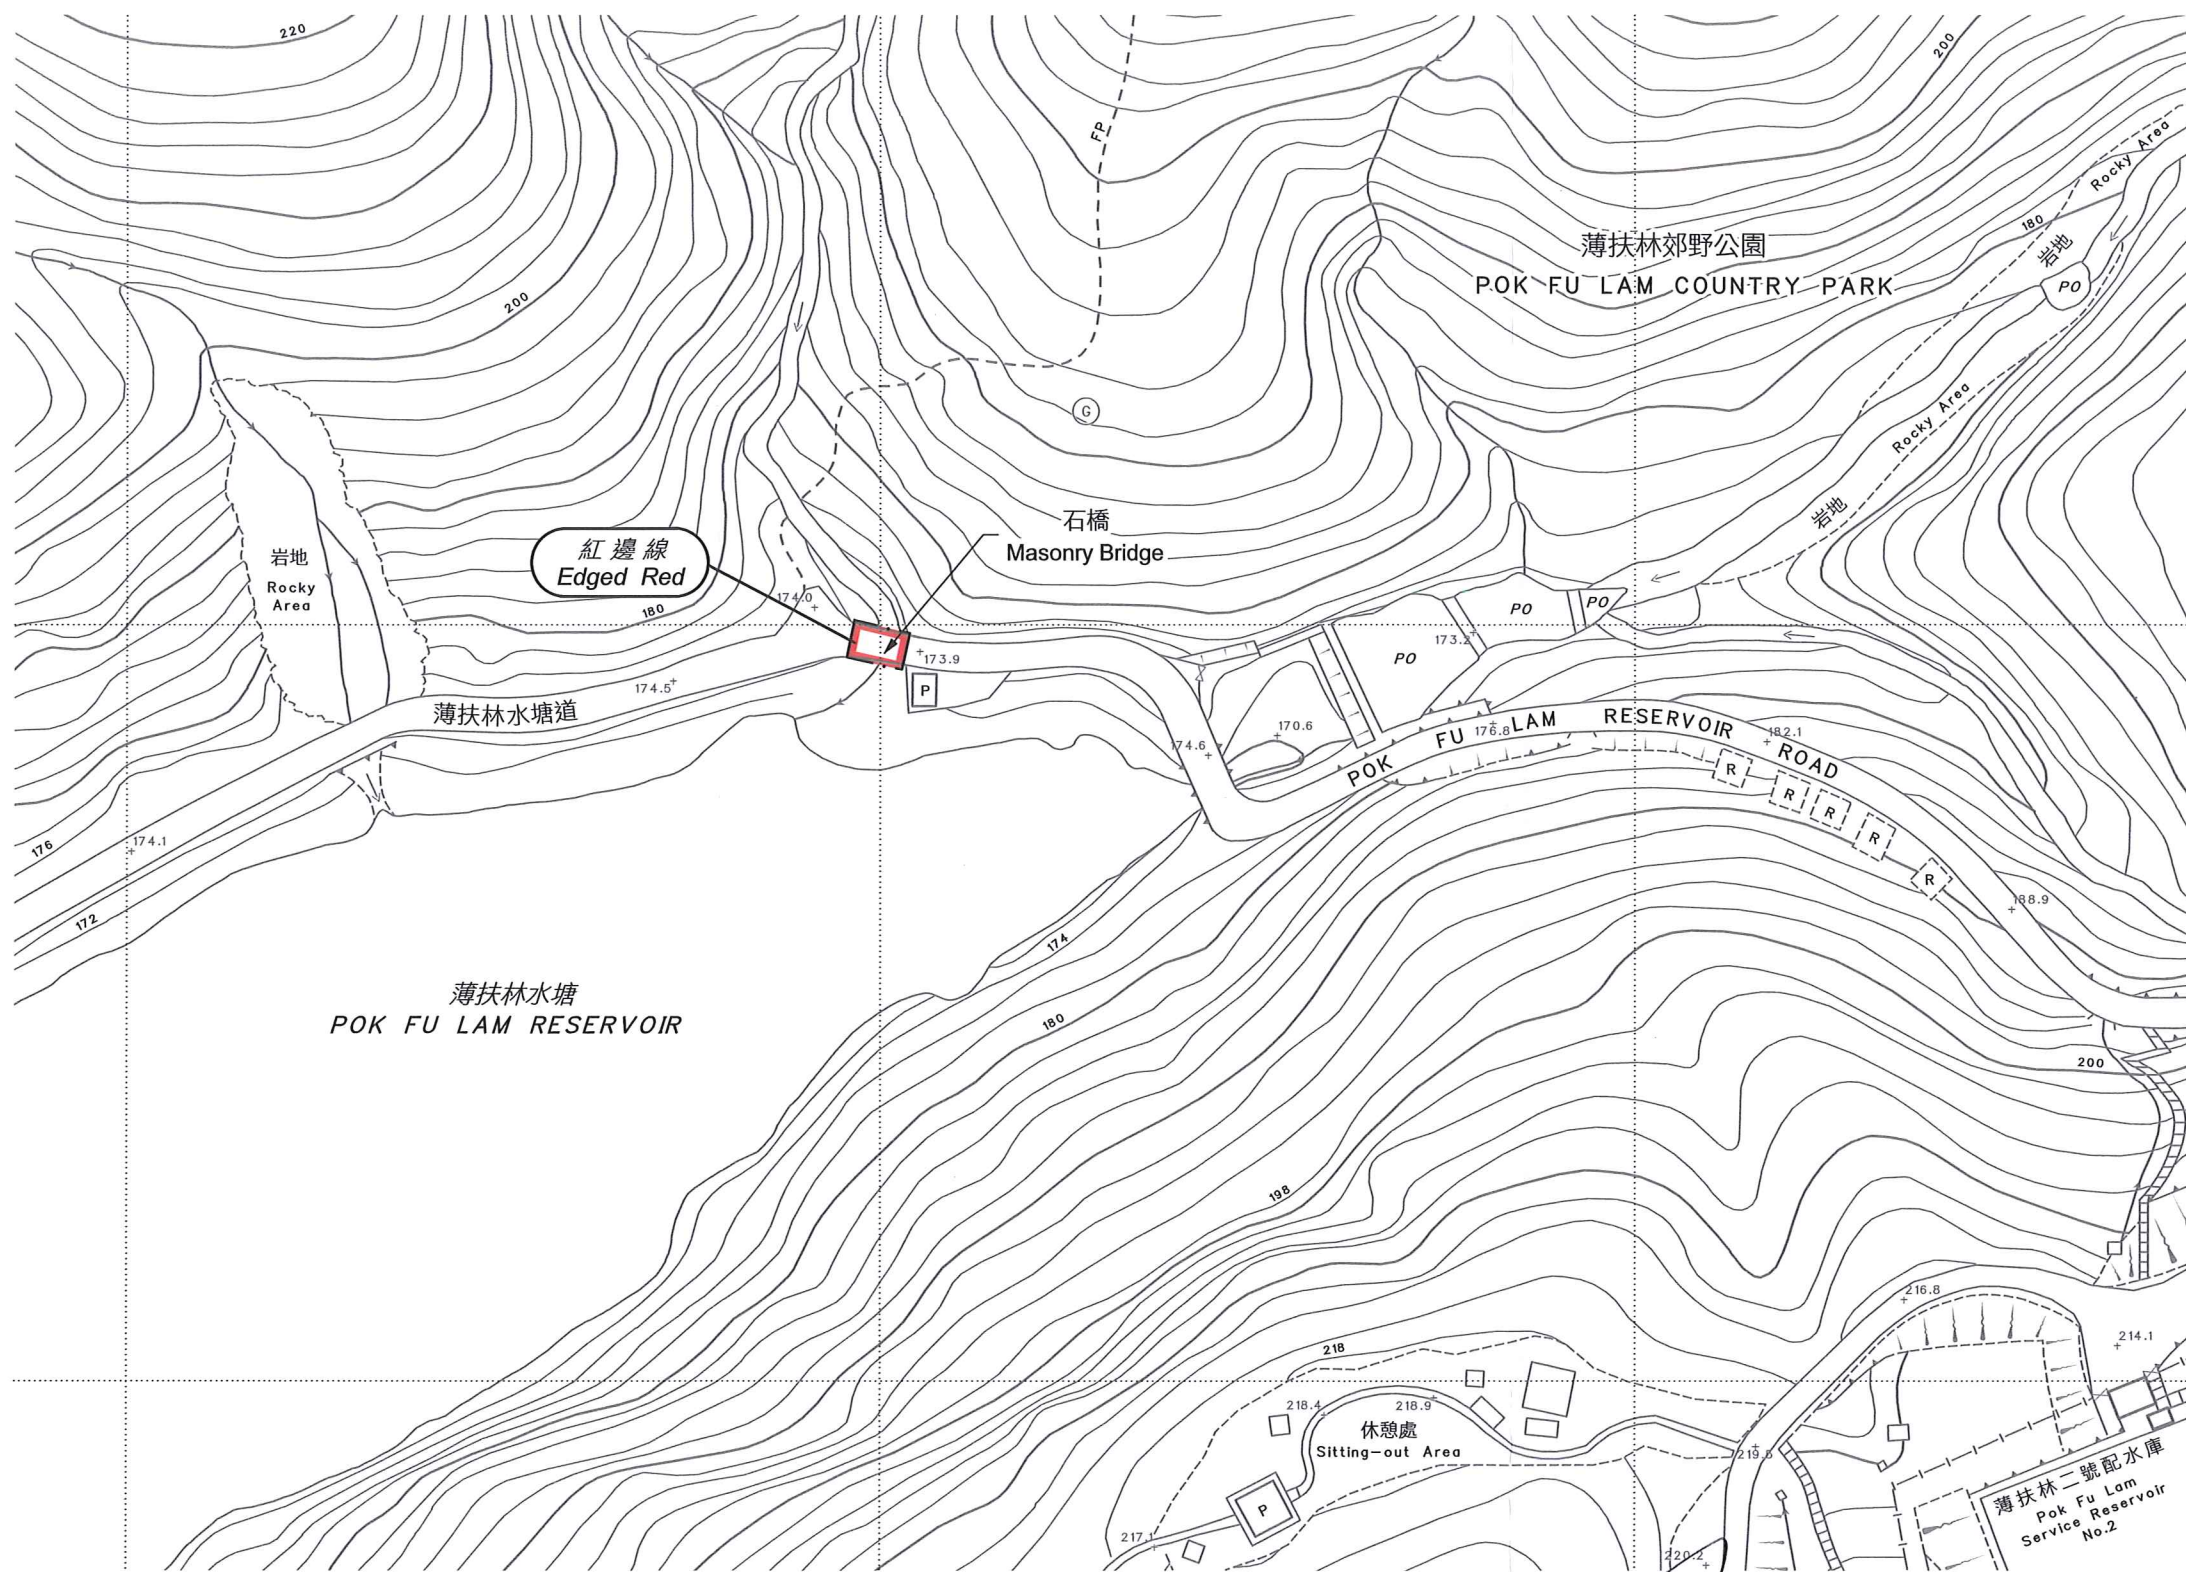 220
200
FP
Rocky Area
180
薄扶林郊野公園
POK FU LAM COUNTRY PARK
岩地
PO
200
G
Rocky Area
岩地
石橋
Masonry Bridge
紅邊線
Edged Red
岩地
Rocky
Area
180
174.0
173.9
P
174.5
薄扶林水塘道
PO
PO
173.2
PO
170.6
174.6
176.8
182.1
POK FU LAM RESERVOIR ROAD
R
R
R
R
R
188.9
176
174.1
172
174
薄扶林水塘
POK FU LAM RESERVOIR
180
200
198
216.8
214.1
218
218.4
218.9
休憩處
Sitting-out Area
219.5
P
217.1
220.2
薄扶林二號配水庫
Pok Fu Lam
Service Reservoir
No.2